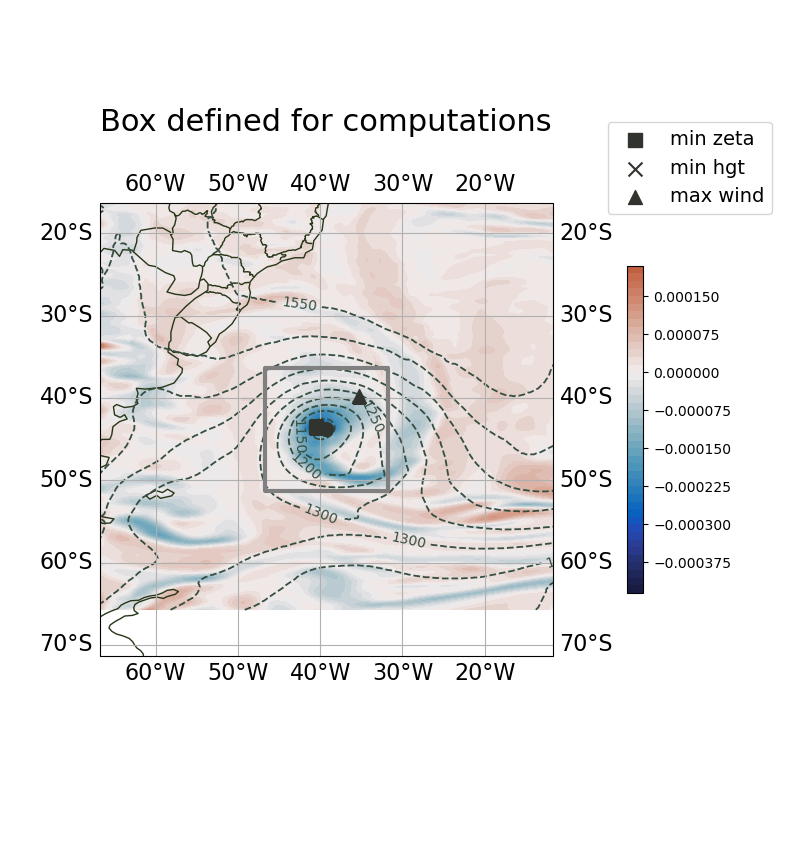 Box defined for computations
min zeta
min hgt
max wind
60°W 50°W 40°W 30°W 20°W
20°S 20°S
30°S 30°S
40°S 40°S
50°S 50°S
60°S 60°S
70°S 70°S
60°W 50°W 40°W 30°W 20°W
1550
1250
1150
1200
1300
1300
0.000150
0.000075
0.000000
−0.000075
−0.000150
−0.000225
−0.000300
−0.000375